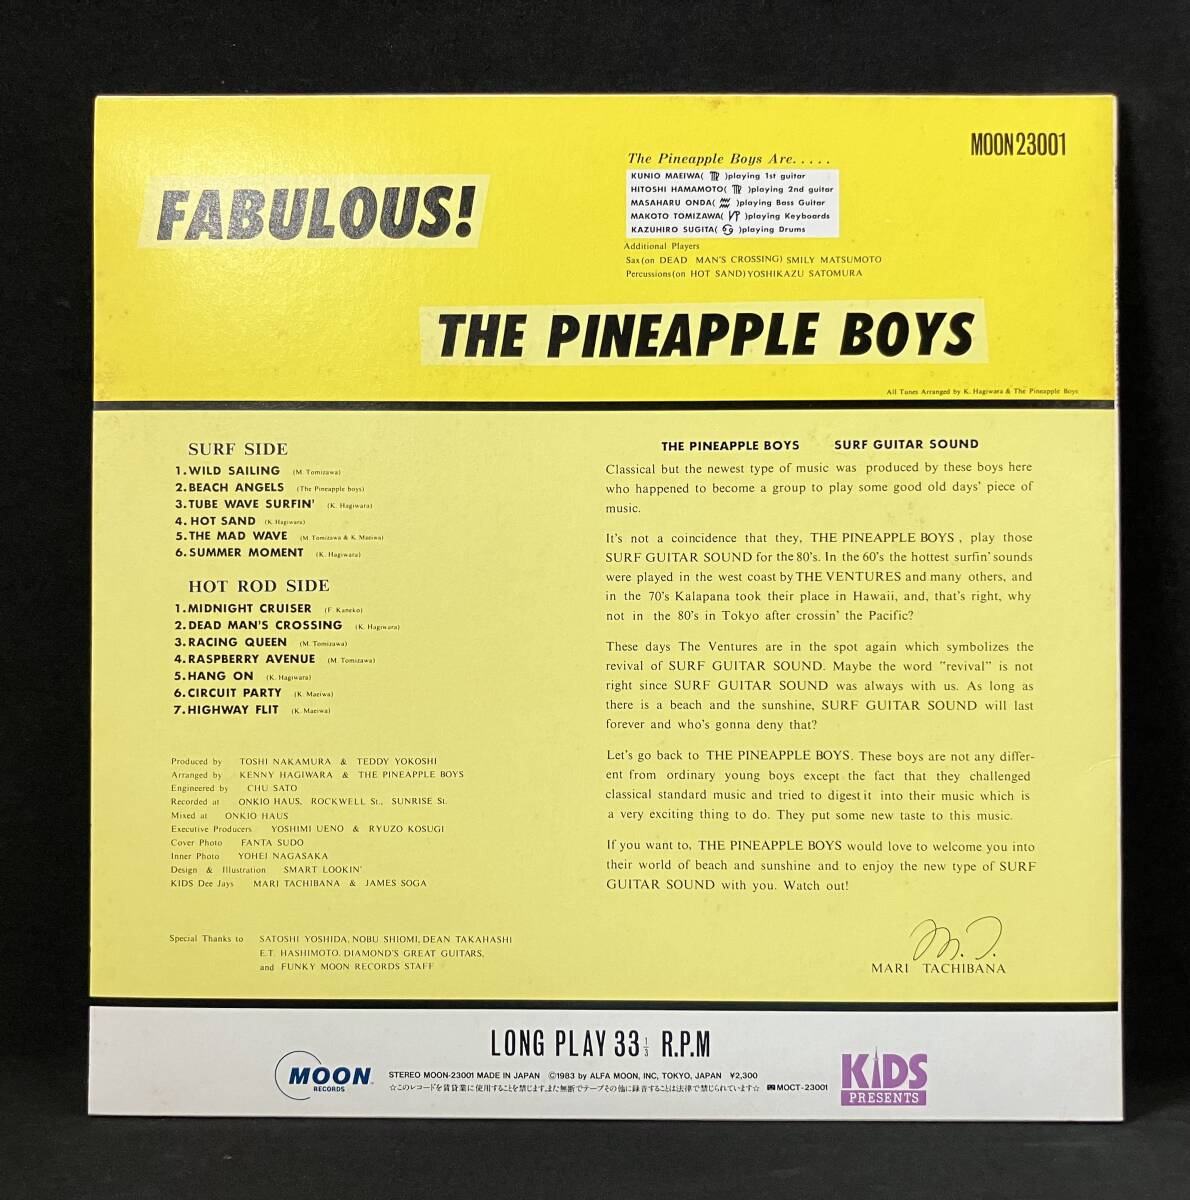 MOON23001
FABULOUS!
The Pineapple Boys Are.....
KUNIO MAEIWA( ♍ )playing 1st guitar
HITOSHI HAMAMOTO( ♍ )playing 2nd guitar
MASAHARU ONDA( ♒ )playing Bass Guitar
MAKOTO TOMIZAWA( ♑ )playing Keyboards
KAZUHIRO SUGITA( ♋ )playing Drums
Additional Players
Sax(on DEAD MAN'S CROSSING) SMILY MATSUMOTO
Percussions(on HOT SAND)YOSHIKAZU SATOMURA
THE PINEAPPLE BOYS
All Tunes Arranged by K. Hagiwara & The Pineapple Boys
SURF SIDE
1.WILD SAILING (M. Tomizawa)
2.BEACH ANGELS (The Pineapple boys)
3.TUBE WAVE SURFIN' (K. Hagiwara)
4.HOT SAND (K. Hagiwara)
5.THE MAD WAVE (M. Tomizawa & K. Maeiwa)
6.SUMMER MOMENT (K. Hagiwara)
HOT ROD SIDE
1.MIDNIGHT CRUISER (F. Kaneko)
2.DEAD MAN'S CROSSING (K. Hagiwara)
3.RACING QUEEN (M. Tomizawa)
4.RASPBERRY AVENUE (M. Tomizawa)
5.HANG ON (K. Hagiwara)
6.CIRCUIT PARTY (K. Maeiwa)
7.HIGHWAY FLIT (K. Maeiwa)
Produced by TOSHI NAKAMURA & TEDDY YOKOSHI
Arranged by KENNY HAGIWARA & THE PINEAPPLE BOYS
Engineered by CHU SATO
Recorded at ONKIO HAUS, ROCKWELL St., SUNRISE St.
Mixed at ONKIO HAUS
Executive Producers YOSHIMI UENO & RYUZO KOSUGI
Cover Photo FANTA SUDO
Inner Photo YOHEI NAGASAKA
Design & Illustration SMART LOOKIN'
KIDS Dee Jays MARI TACHIBANA & JAMES SOGA
Special Thanks to SATOSHI YOSHIDA, NOBU SHIOMI, DEAN TAKAHASHI
E.T. HASHIMOTO. DIAMOND'S GREAT GUITARS,
and FUNKY MOON RECORDS STAFF
THE PINEAPPLE BOYS SURF GUITAR SOUND
Classical but the newest type of music was produced by these boys here
who happened to become a group to play some good old days' piece of
music.
It's not a coincidence that they, THE PINEAPPLE BOYS , play those
SURF GUITAR SOUND for the 80's. In the 60's the hottest surfin' sounds
were played in the west coast by THE VENTURES and many others, and
in the 70's Kalapana took their place in Hawaii, and, that's right, why
not in the 80's in Tokyo after crossin' the Pacific?
These days The Ventures are in the spot again which symbolizes the
revival of SURF GUITAR SOUND. Maybe the word "revival" is not
right since SURF GUITAR SOUND was always with us. As long as
there is a beach and the sunshine, SURF GUITAR SOUND will last
forever and who's gonna deny that?
Let's go back to THE PINEAPPLE BOYS. These boys are not any differ-
ent from ordinary young boys except the fact that they challenged
classical standard music and tried to digest it into their music which is
a very exciting thing to do. They put some new taste to this music.
If you want to, THE PINEAPPLE BOYS would love to welcome you into
their world of beach and sunshine and to enjoy the new type of SURF
GUITAR SOUND with you. Watch out!
M. T.
MARI TACHIBANA
LONG PLAY 33 1/3 R.P.M
MOON
RECORDS
STEREO MOON-23001 MADE IN JAPAN ©1983 by ALFA MOON, INC, TOKYO, JAPAN ¥2,300
☆このレコードを賃貸業に使用することを禁じます。また無断でテープその他に録音することは法律で禁じられています☆ MOCT-23001
KIDS
PRESENTS